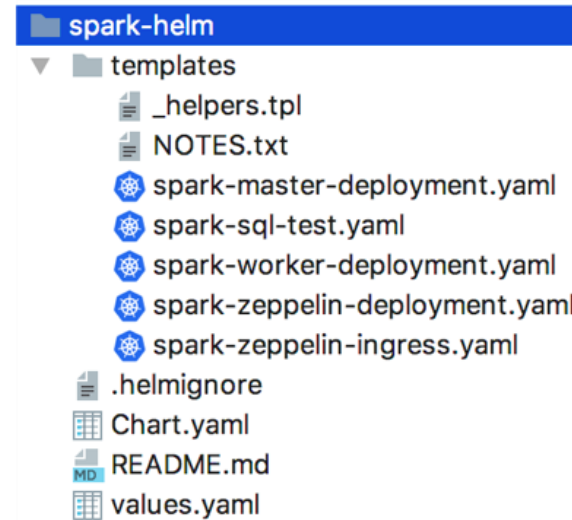 spark-helm
templates
_helpers.tpl
NOTES.txt
spark-master-deployment.yaml
spark-sql-test.yaml
spark-worker-deployment.yaml
spark-zeppelin-deployment.yaml
spark-zeppelin-ingress.yaml
.helmignore
Chart.yaml
MD README.md
values.yaml